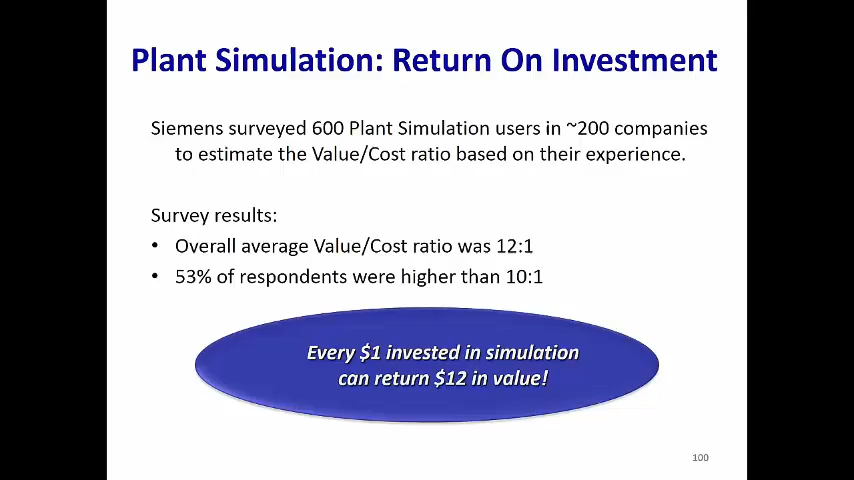 Plant Simulation: Return On Investment
Siemens surveyed 600 Plant Simulation users in ~200 companies
to estimate the Value/Cost ratio based on their experience.
Survey results:
• Overall average Value/Cost ratio was 12:1
• 53% of respondents were higher than 10:1
Every $1 invested in simulation
can return $12 in value!
100